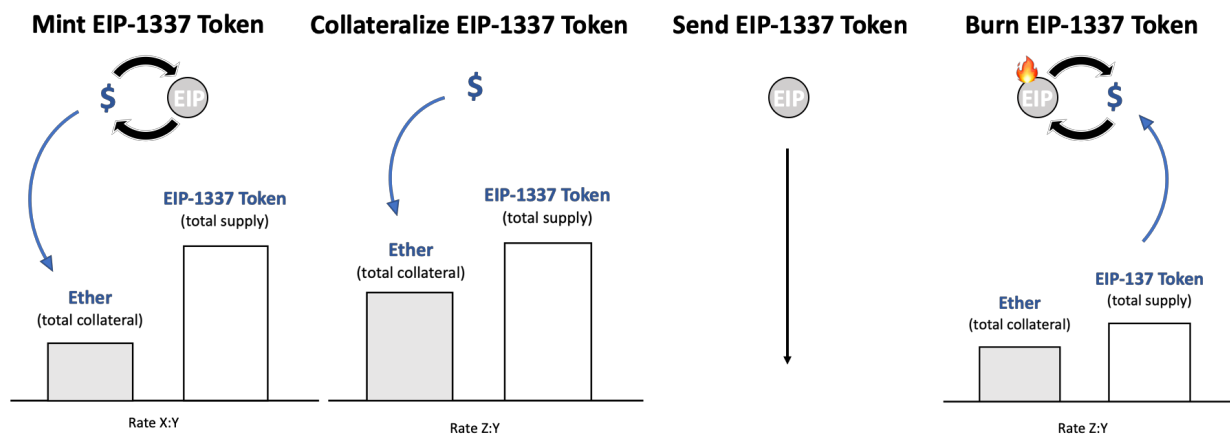 Mint EIP-1337 Token
$
EIP
EIP-1337 Token
(total supply)
Ether
(total collateral)
Rate X:Y
Collateralize EIP-1337 Token
$
EIP-1337 Token
(total supply)
Ether
(total collateral)
Rate Z:Y
Send EIP-1337 Token
EIP
Burn EIP-1337 Token
EIP
$
EIP-137 Token
(total supply)
Ether
(total collateral)
Rate Z:Y